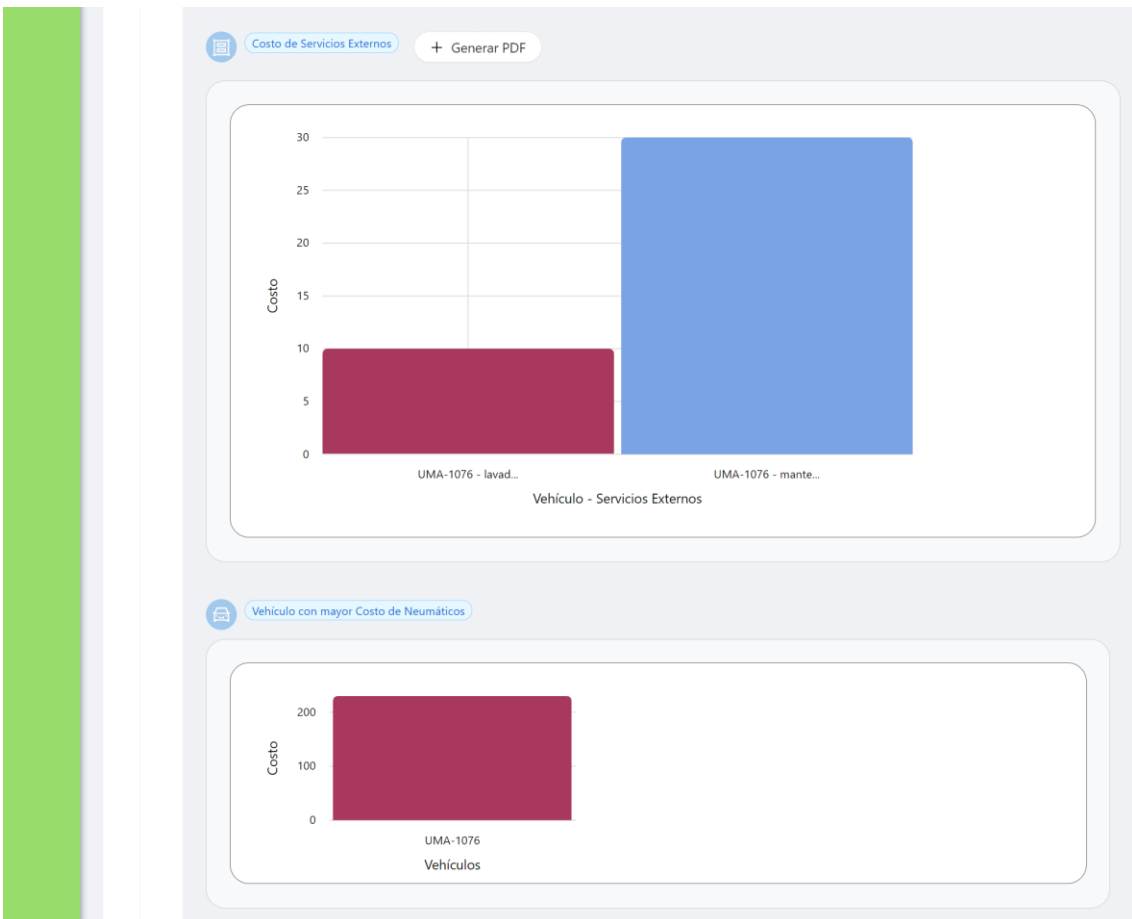 Costo de Servicios Externos
+ Generar PDF
30
25
20
15
10
5
0
Costo
UMA-1076 - lavad...
UMA-1076 - mante...
Vehículo - Servicios Externos
Vehículo con mayor Costo de Neumáticos
200
100
0
Costo
UMA-1076
Vehículos